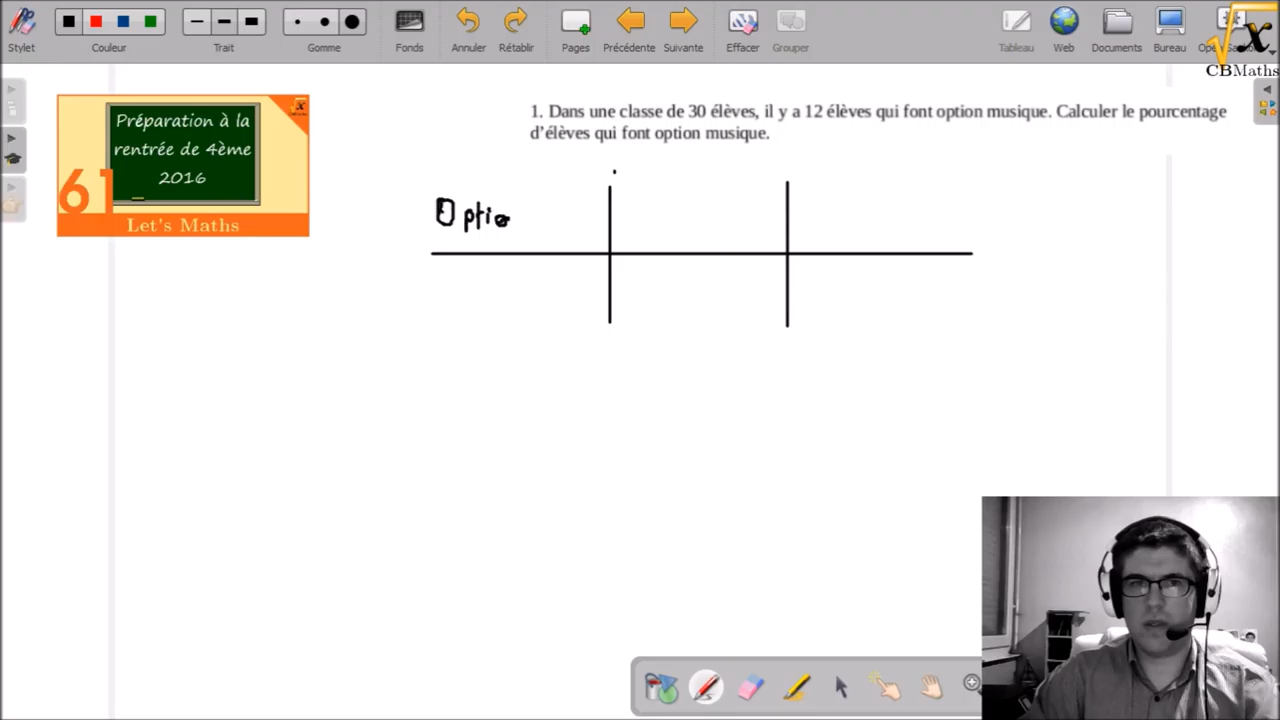 Stylet
Couleur
Trait
Gomme
Fonds
Annuler
Rétablir
Pages
Précédente
Suivante
Effacer
Grouper
Tableau
Web
Documents
Bureau
√x
CBMaths
Préparation à la
rentrée de 4ème
2016
61
Let's Maths
1. Dans une classe de 30 élèves, il y a 12 élèves qui font option musique. Calculer le pourcentage
d'élèves qui font option musique.
Optio